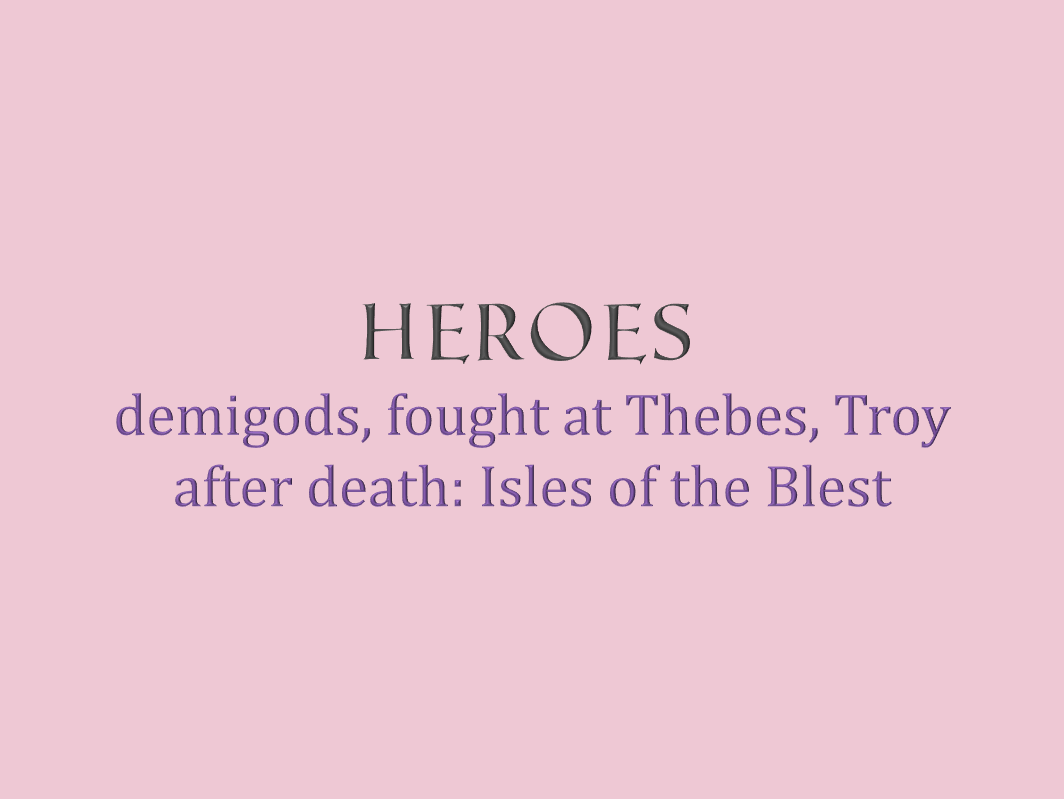 HEROES
demigods, fought at Thebes, Troy
after death: Isles of the Blest